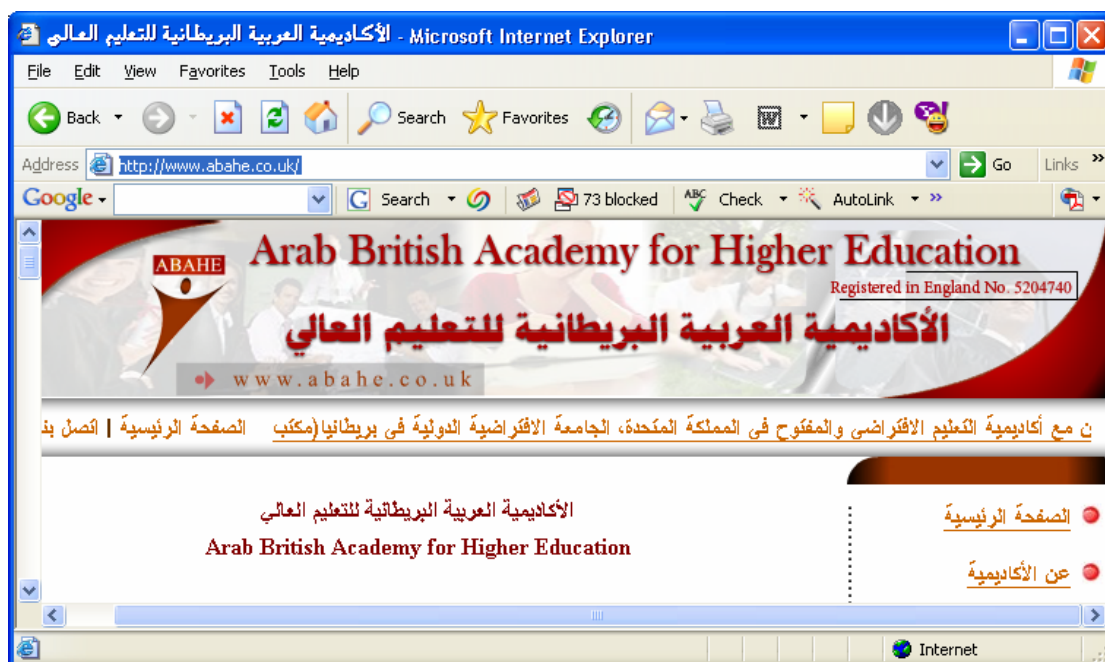 الأكاديمية العربية البريطانية للتعليم العالي - Microsoft Internet Explorer
File Edit View Favorites Tools Help
Back Search Favorites
Address http://www.abahe.co.uk/ Go Links »
Google Search 73 blocked ABC Check AutoLink »
ABAHE
Arab British Academy for Higher Education
Registered in England No. 5204740
الأكاديمية العربية البريطانية للتعليم العالي
www.abahe.co.uk
ن مع أكاديمية التعليم الافتراضي والمفتوح في المملكة المتحدة، الجامعة الافتراضية الدولية في بريطانيا(مكتب الصفحة الرئيسية | اتصل بنا
الأكاديمية العربية البريطانية للتعليم العالي
Arab British Academy for Higher Education
الصفحة الرئيسية
عن الأكاديمية
Internet